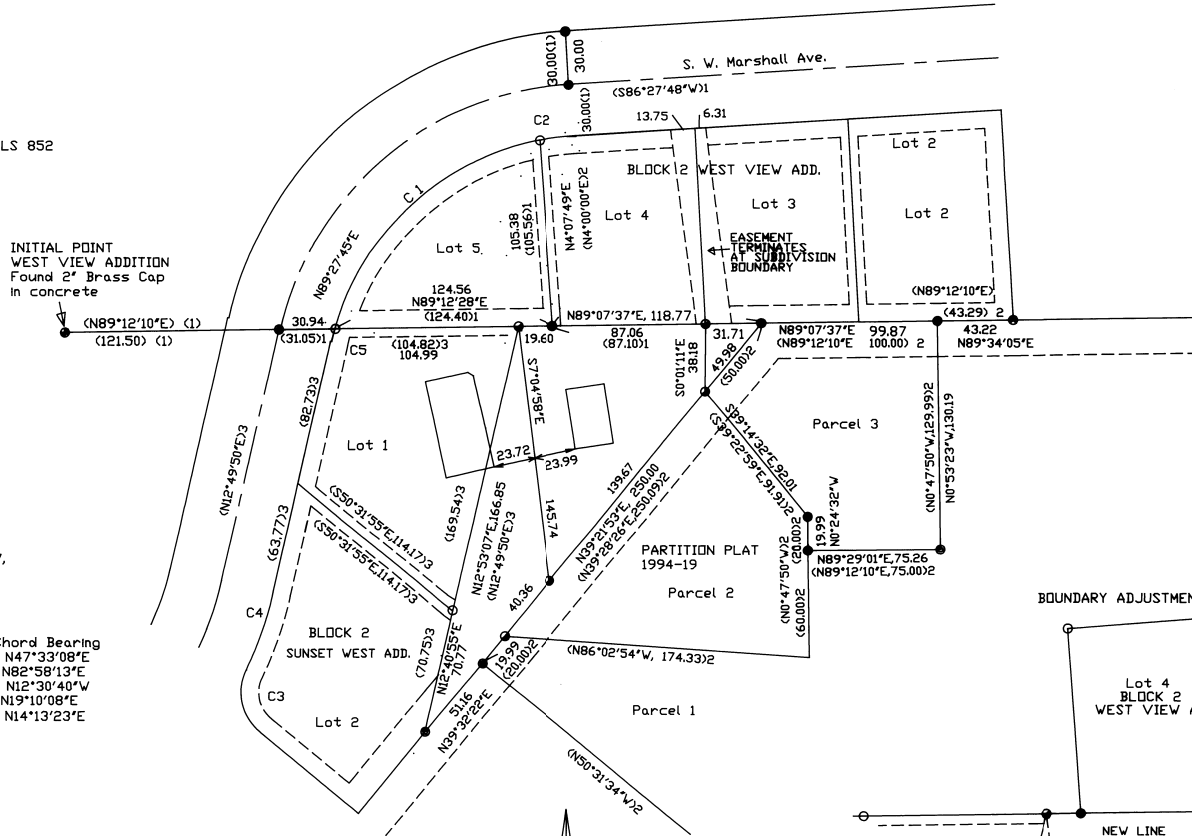 LS 852
30.00(1)
30.00
S. W. Marshall Ave.
(S86°27'48"W)1
30.00(1)
13.75
6.31
C2
C 1
BLOCK 2 WEST VIEW ADD.
Lot 2
N4°07'49"E
(N4°00'00"E)2
105.38
(105.56)1
Lot 4
Lot 3
Lot 2
Lot 5
EASEMENT
TERMINATES
AT SUBDIVISION
BOUNDARY
INITIAL POINT
WEST VIEW ADDITION
Found 2" Brass Cap
In concrete
N89°27'45"E
124.56
N89°12'28"E
(124.40)1
(N89°12'10"E)
(43.29) 2
(N89°12'10"E) (1)
(121.50) (1)
30.94
(31.05)1
N89°07'37"E, 118.77
87.06
(87.10)1
31.71
N89°07'37"E 99.87
(N89°12'10"E 100.00) 2
43.22
N89°34'05"E
C5
(104.82)3
104.99
19.60
S7°04'58"E
S0°01'11"E
38.18
49.98
(50.00)2
(82.73)3
Lot 1
(N12°49'50"E)3
23.72
23.99
S39°14'32"E,92.01
(S39°22'59"E,91.91)2
Parcel 3
(N0°47'50"W,129.99)2
N0°53'23"W,130.19
(S50°31'55"E,114.17)3
(S50°31'55"E,114.17)3
(169.54)3
N12°53'07"E,166.85
(N12°49'50"E)3
145.74
139.67
N39°21'53"E, 250.00
(N39°28'26"E,250.09)2
(63.77)3
(20.00)2
19.99
N0°24'32"W
PARTITION PLAT
1994-19
N89°29'01"E,75.26
(N89°12'10"E,75.00)2
Parcel 2
(N0°47'50"W)2
(60.00)2
40.36
C4
BLOCK 2
SUNSET WEST ADD.
(70.75)3
N12°40'55"E
70.77
19.99
(20.00)2
(N86°02'54"W, 174.33)2
BOUNDARY ADJUSTMEN
Chord Bearing
N47°33'08"E
N82°58'13"E
N12°30'40"W
N19°10'08"E
N14°13'23"E
C3
Lot 2
51.16
N39°32'22"E
Parcel 1
(N50°31'34"W)2
Lot 4
BLOCK 2
WEST VIEW A
NEW LINE